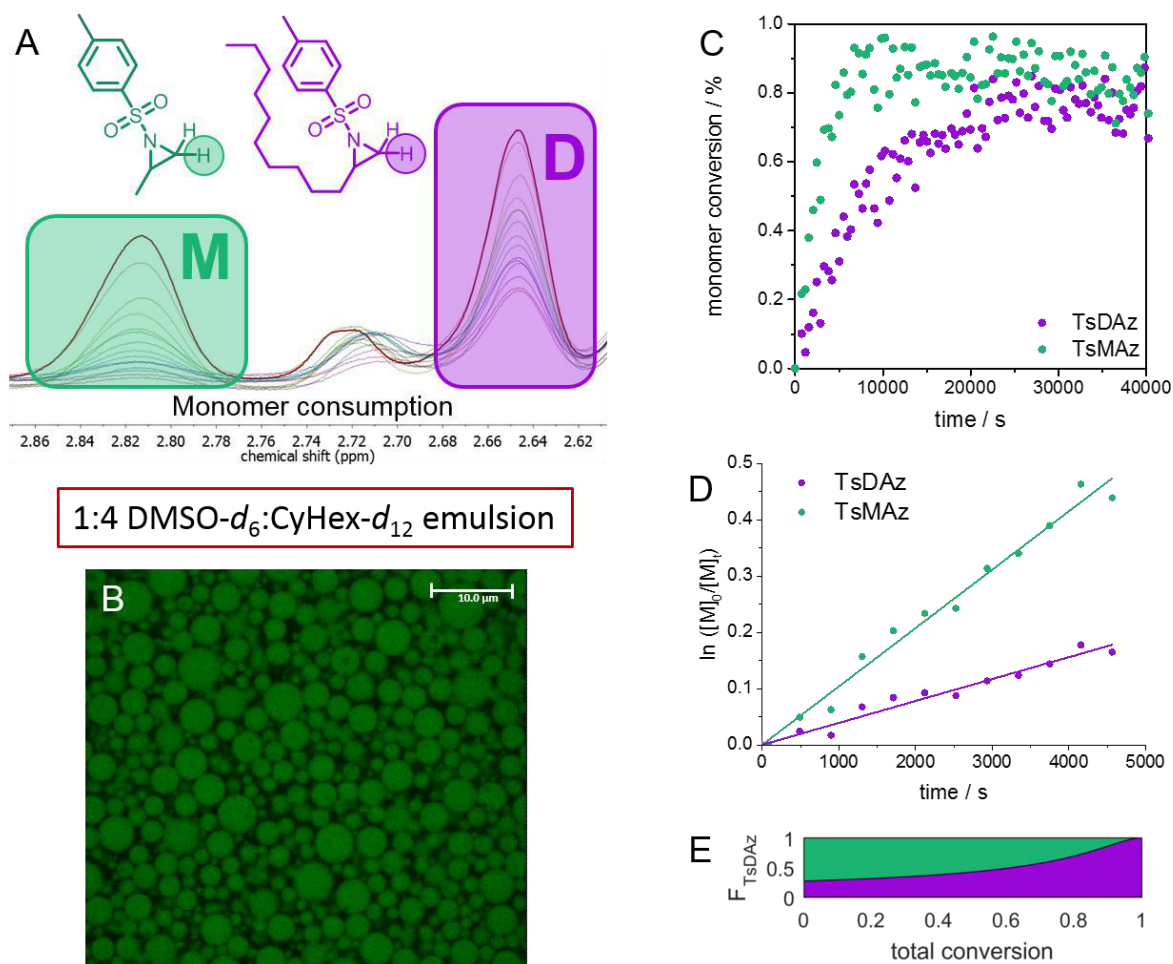 A
O
S
O
N
H
H
O
S
O
N
H
H
M
D
Monomer consumption
2.86 2.84 2.82 2.80 2.78 2.76 2.74 2.72 2.70 2.68 2.66 2.64 2.62
chemical shift (ppm)
1:4 DMSO-d6:CyHex-d12 emulsion
B
10.0 µm
C
monomer conversion / %
1.0
0.8
0.6
0.4
0.2
0.0
TsDAz
TsMAz
0 10000 20000 30000 40000
time / s
D
ln ([M]0/[M]t)
0.5
0.4
0.3
0.2
0.1
0.0
TsDAz
TsMAz
0 1000 2000 3000 4000 5000
time / s
E
F TsDAz
1
0.5
0
0 0.2 0.4 0.6 0.8 1
total conversion